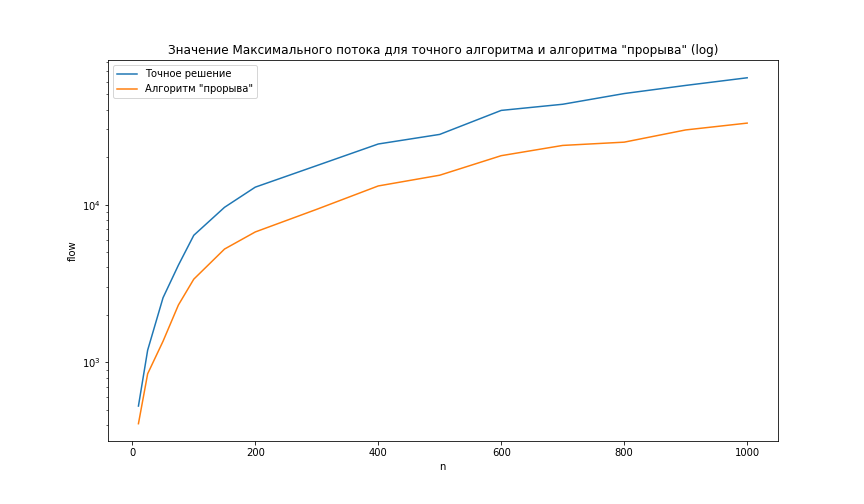 Значение Максимального потока для точного алгоритма и алгоритма "прорыва" (log)
Точное решение
Алгоритм "прорыва"
flow
10⁴
10³
0 200 400 600 800 1000
n